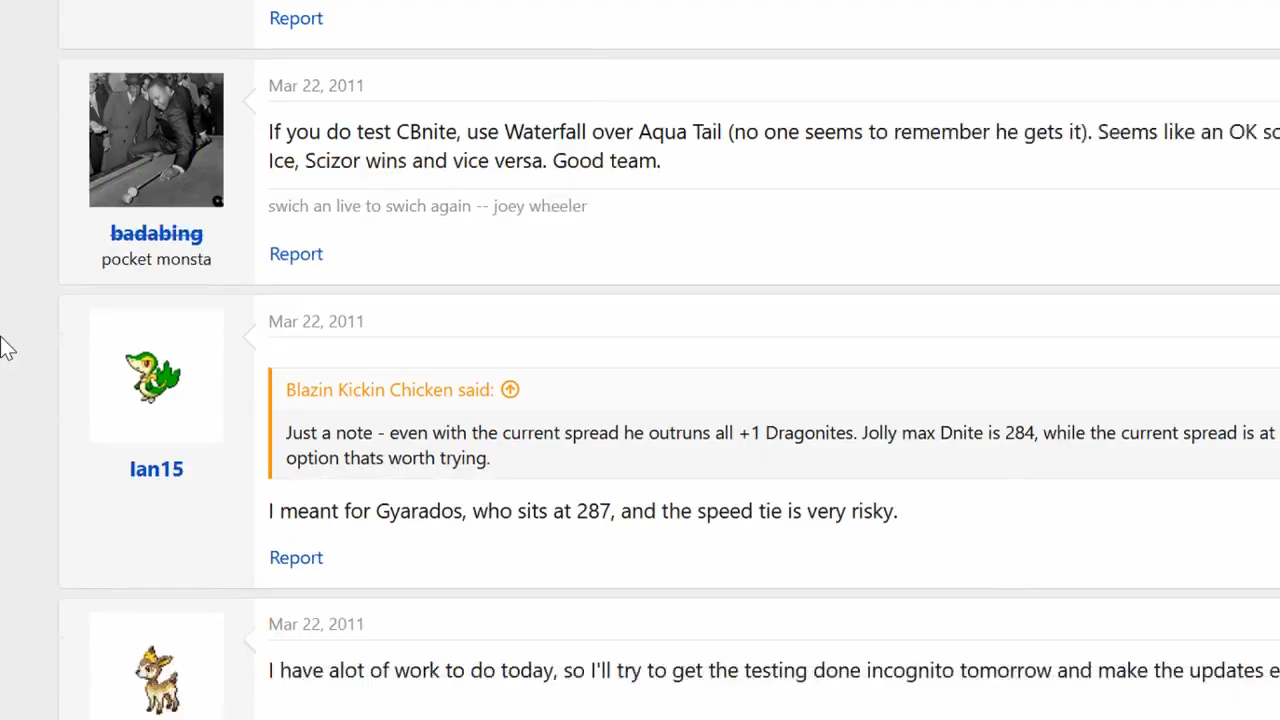 Report
Mar 22, 2011
If you do test CBnite, use Waterfall over Aqua Tail (no one seems to remember he gets it). Seems like an OK
Ice, Scizor wins and vice versa. Good team.
swich an live to swich again -- joey wheeler
badabing
pocket monsta
Report
Mar 22, 2011
Blazin Kickin Chicken said:
Just a note - even with the current spread he outruns all +1 Dragonites. Jolly max Dnite is 284, while the current spread is at
option thats worth trying.
Ian15
I meant for Gyarados, who sits at 287, and the speed tie is very risky.
Report
Mar 22, 2011
I have alot of work to do today, so I'll try to get the testing done incognito tomorrow and make the updates